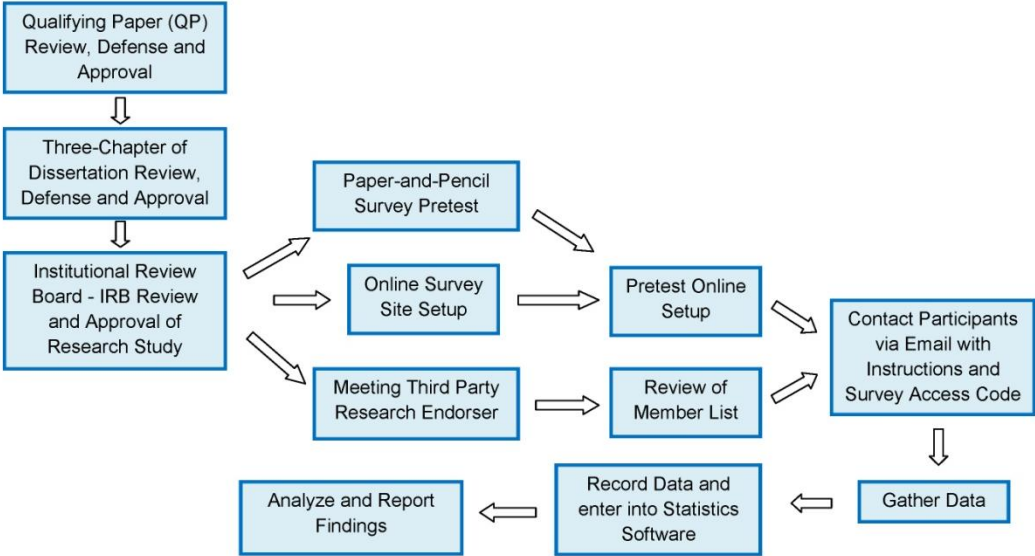 Qualifying Paper (QP)
Review, Defense and
Approval
Three-Chapter of
Dissertation Review,
Defense and Approval
Institutional Review
Board - IRB Review
and Approval of
Research Study
Paper-and-Pencil
Survey Pretest
Online Survey
Site Setup
Meeting Third Party
Research Endorser
Pretest Online
Setup
Review of
Member List
Contact Participants
via Email with
Instructions and
Survey Access Code
Gather Data
Record Data and
enter into Statistics
Software
Analyze and Report
Findings